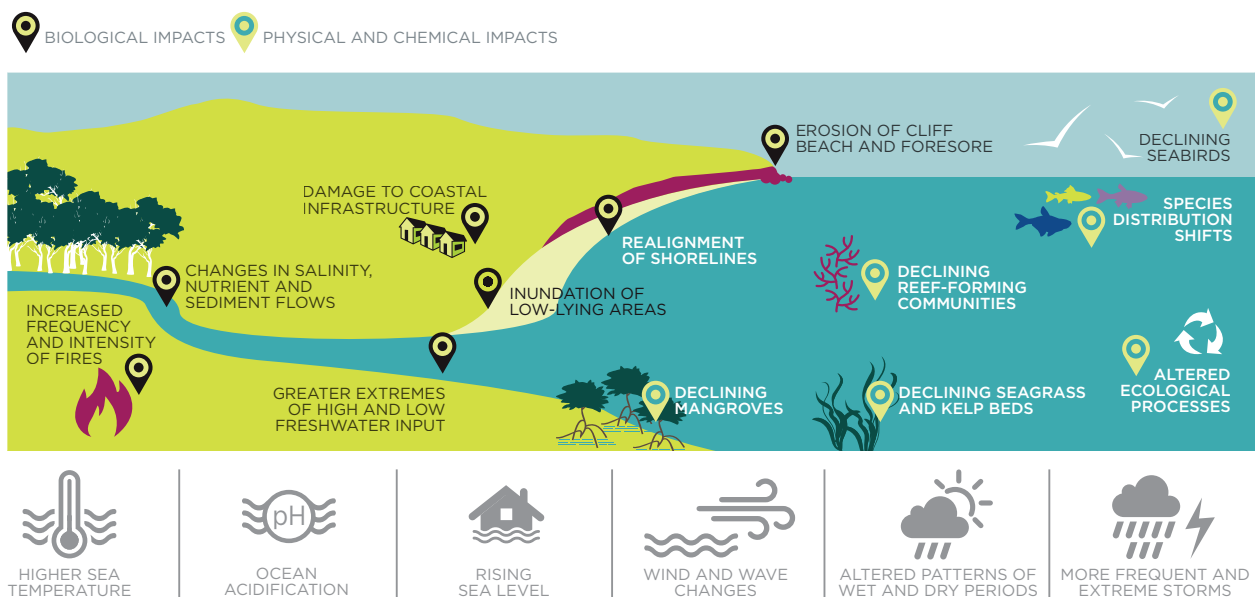 BIOLOGICAL IMPACTS
PHYSICAL AND CHEMICAL IMPACTS
EROSION OF CLIFF
BEACH AND FORESORE
DECLINING
SEABIRDS
DAMAGE TO COASTAL
INFRASTRUCTURE
SPECIES
DISTRIBUTION
SHIFTS
REALIGNMENT
OF SHORELINES
CHANGES IN SALINITY,
NUTRIENT AND
SEDIMENT FLOWS
DECLINING
REEF-FORMING
COMMUNITIES
INUNDATION OF
LOW-LYING AREAS
INCREASED
FREQUENCY
AND INTENSITY
OF FIRES
GREATER EXTREMES
OF HIGH AND LOW
FRESHWATER INPUT
DECLINING
MANGROVES
DECLINING SEAGRASS
AND KELP BEDS
ALTERED
ECOLOGICAL
PROCESSES
pH
HIGHER SEA
TEMPERATURE
OCEAN
ACIDIFICATION
RISING
SEA LEVEL
WIND AND WAVE
CHANGES
ALTERED PATTERNS OF
WET AND DRY PERIODS
MORE FREQUENT AND
EXTREME STORMS